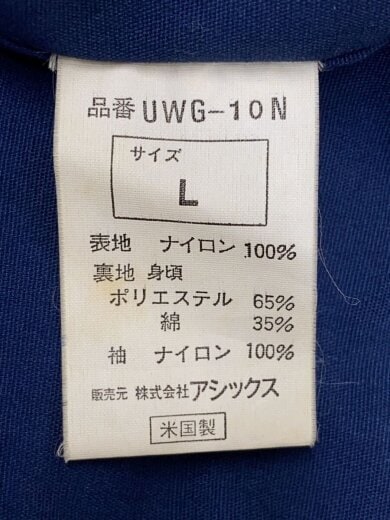 品番 UWG-10N
サイズ
L
表地 ナイロン 100%
裏地 身頃
ポリエステル 65%
綿 35%
袖 ナイロン 100%
販売元 株式会社アシックス
米国製